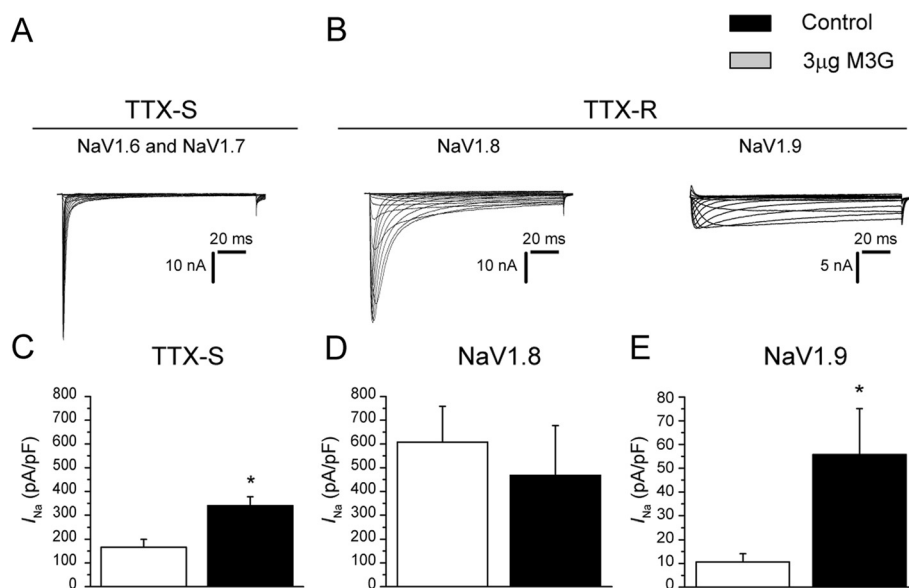 A
B
Control
3µg M3G
TTX-S
TTX-R
NaV1.6 and NaV1.7
NaV1.8
NaV1.9
20 ms
10 nA
20 ms
10 nA
20 ms
5 nA
C
TTX-S
D
NaV1.8
E
NaV1.9
INa (pA/pF)
800
700
600
500
400
300
200
100
0
*
INa (pA/pF)
800
700
600
500
400
300
200
100
0
INa (pA/pF)
80
70
60
50
40
30
20
10
0
*